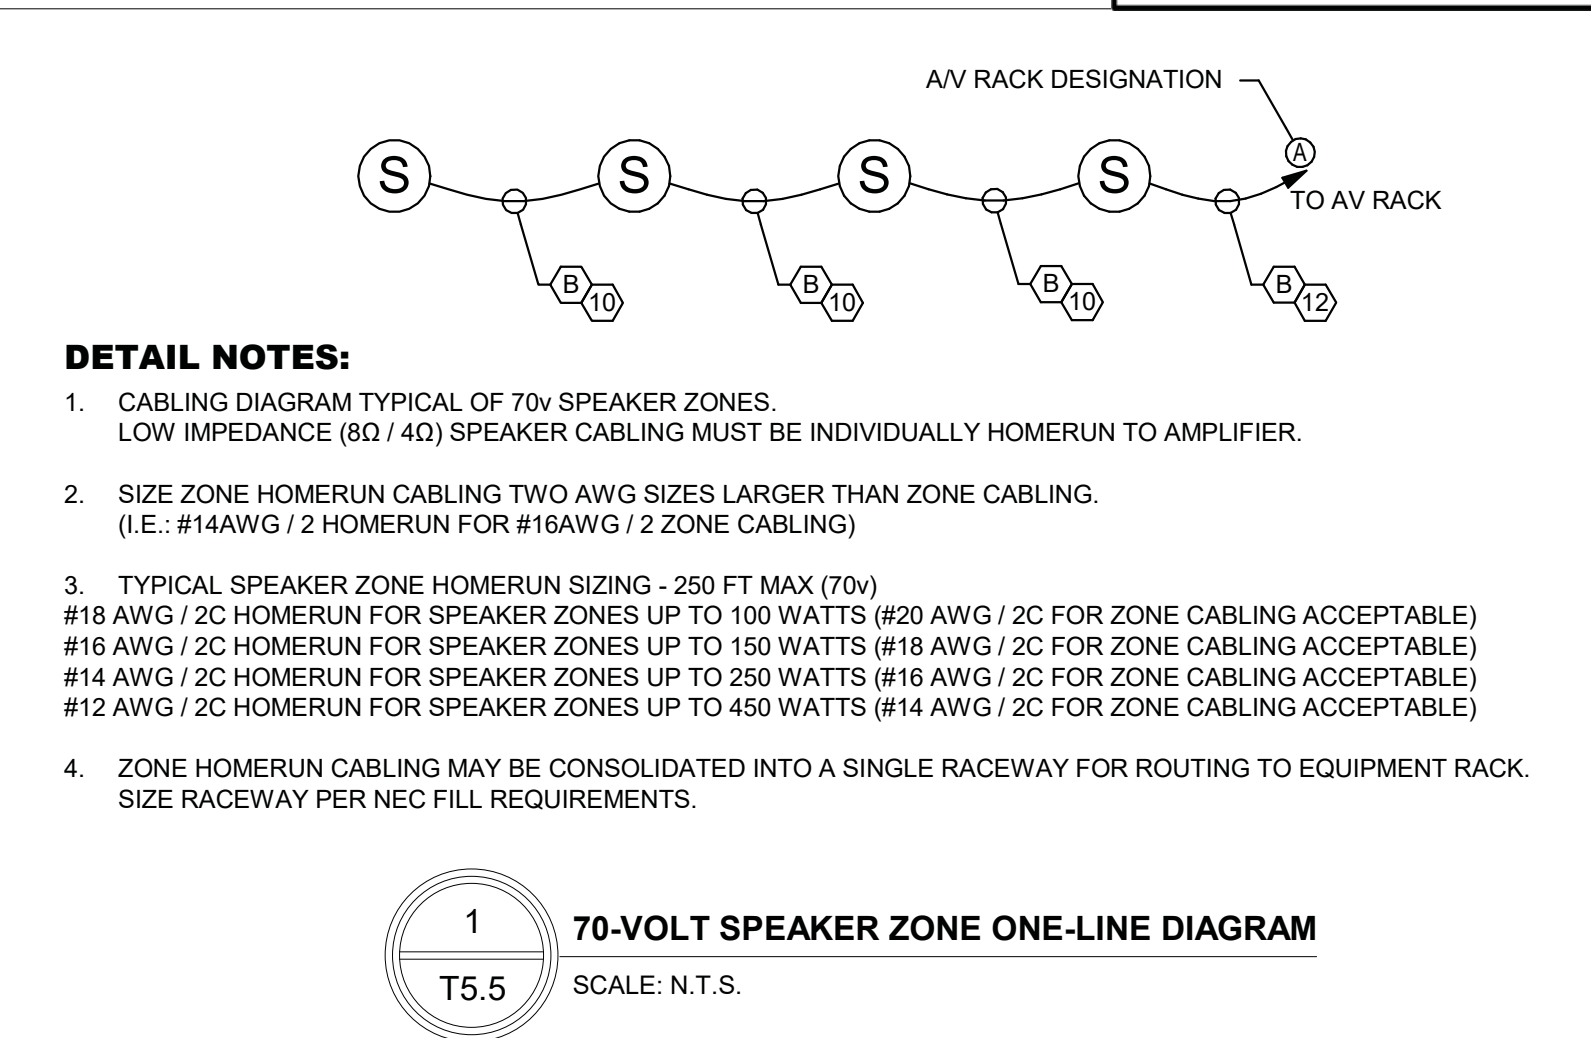 A/V RACK DESIGNATION
A
S S S S
TO AV RACK
B 10 B 10 B 10 B 12
DETAIL NOTES:
1. CABLING DIAGRAM TYPICAL OF 70v SPEAKER ZONES.
LOW IMPEDANCE (8Ω / 4Ω) SPEAKER CABLING MUST BE INDIVIDUALLY HOMERUN TO AMPLIFIER.
2. SIZE ZONE HOMERUN CABLING TWO AWG SIZES LARGER THAN ZONE CABLING.
(I.E.: #14AWG / 2 HOMERUN FOR #16AWG / 2 ZONE CABLING)
3. TYPICAL SPEAKER ZONE HOMERUN SIZING - 250 FT MAX (70v)
#18 AWG / 2C HOMERUN FOR SPEAKER ZONES UP TO 100 WATTS (#20 AWG / 2C FOR ZONE CABLING ACCEPTABLE)
#16 AWG / 2C HOMERUN FOR SPEAKER ZONES UP TO 150 WATTS (#18 AWG / 2C FOR ZONE CABLING ACCEPTABLE)
#14 AWG / 2C HOMERUN FOR SPEAKER ZONES UP TO 250 WATTS (#16 AWG / 2C FOR ZONE CABLING ACCEPTABLE)
#12 AWG / 2C HOMERUN FOR SPEAKER ZONES UP TO 450 WATTS (#14 AWG / 2C FOR ZONE CABLING ACCEPTABLE)
4. ZONE HOMERUN CABLING MAY BE CONSOLIDATED INTO A SINGLE RACEWAY FOR ROUTING TO EQUIPMENT RACK.
SIZE RACEWAY PER NEC FILL REQUIREMENTS.
1
70-VOLT SPEAKER ZONE ONE-LINE DIAGRAM
T5.5
SCALE: N.T.S.